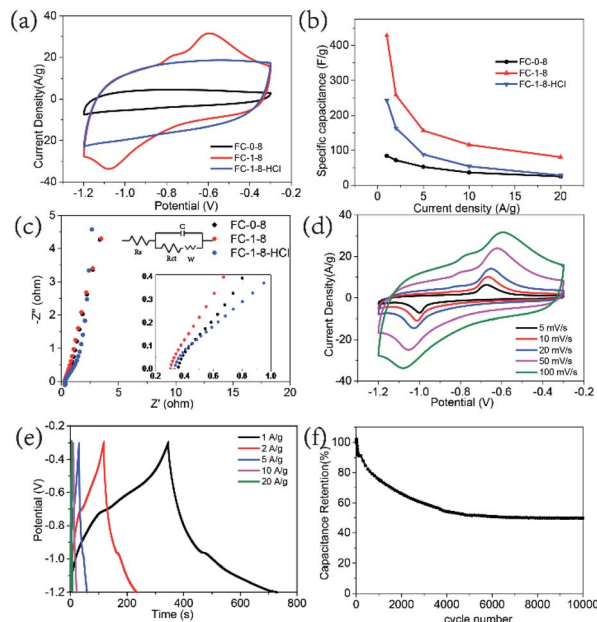 (a)
40
20
0
-20
-40
Current Density(A/g)
FC-0-8
FC-1-8
FC-1-8-HCl
-1.2 -1.0 -0.8 -0.6 -0.4 -0.2
Potential (V)
(b)
400
300
200
100
0
Specific capacitance (F/g)
FC-0-8
FC-1-8
FC-1-8-HCl
0 5 10 15 20
Current density (A/g)
(c)
5
4
3
2
1
0
-Z" (ohm)
Rs
C
Rct
W
FC-0-8
FC-1-8
FC-1-8-HCl
0.4
0.3
0.2
0.1
0.0
0.2 0.4 0.6 0.8 1.0
0 5 10 15 20
Z' (ohm)
(d)
40
20
0
-20
-40
Current Density(A/g)
5 mV/s
10 mV/s
20 mV/s
50 mV/s
100 mV/s
-1.2 -1.0 -0.8 -0.6 -0.4
Potential (V)
(e)
-0.2
-0.4
-0.6
-0.8
-1.0
-1.2
Potential (V)
1 A/g
2 A/g
5 A/g
10 A/g
20 A/g
0 200 400 600 800
Time (s)
(f)
120
100
80
60
40
20
0
Capacitance Retention(%)
0 2000 4000 6000 8000 10000
cycle number